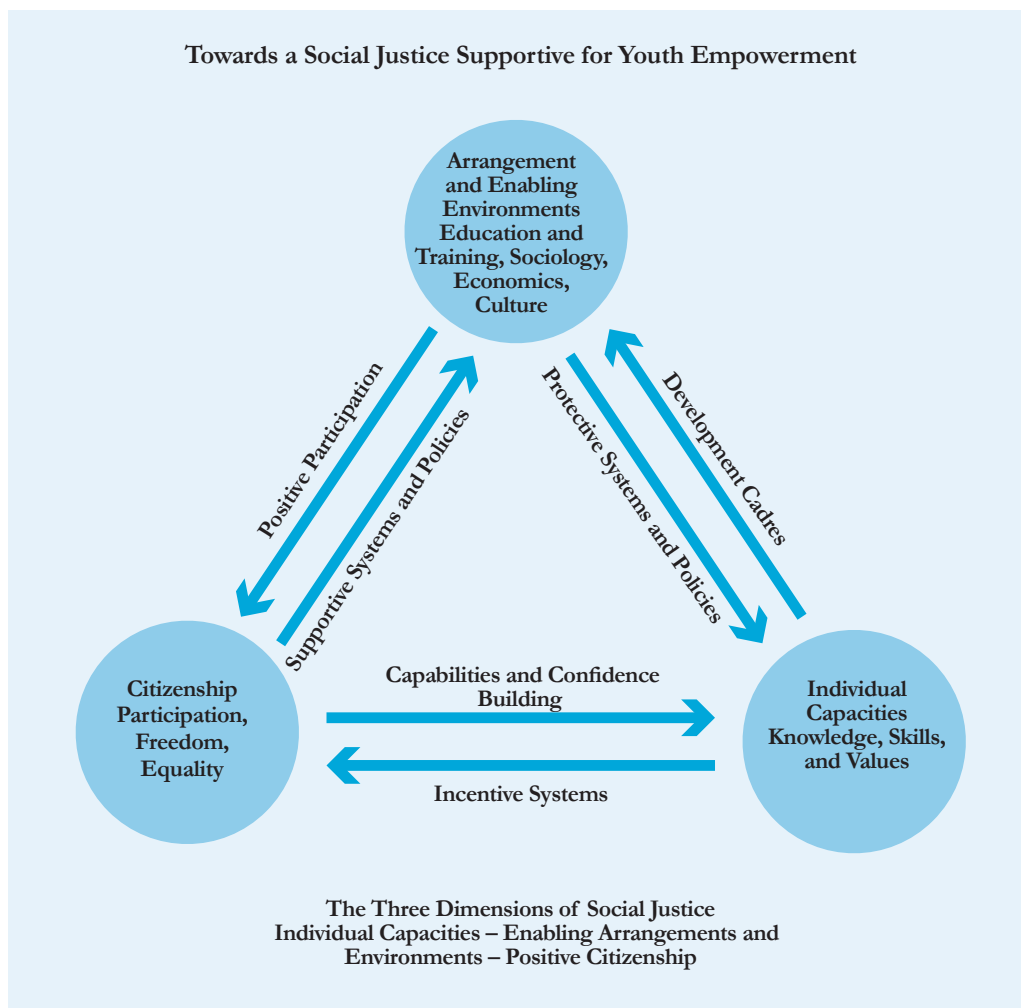 Towards a Social Justice Supportive for Youth Empowerment
Arrangement
and Enabling
Environments
Education and
Training, Sociology,
Economics,
Culture
Positive Participation
Supportive Systems and Policies
Protective Systems and Policies
Development Cadres
Citizenship
Participation,
Freedom,
Equality
Capabilities and Confidence
Building
Incentive Systems
Individual
Capacities
Knowledge, Skills,
and Values
The Three Dimensions of Social Justice
Individual Capacities – Enabling Arrangements and
Environments – Positive Citizenship